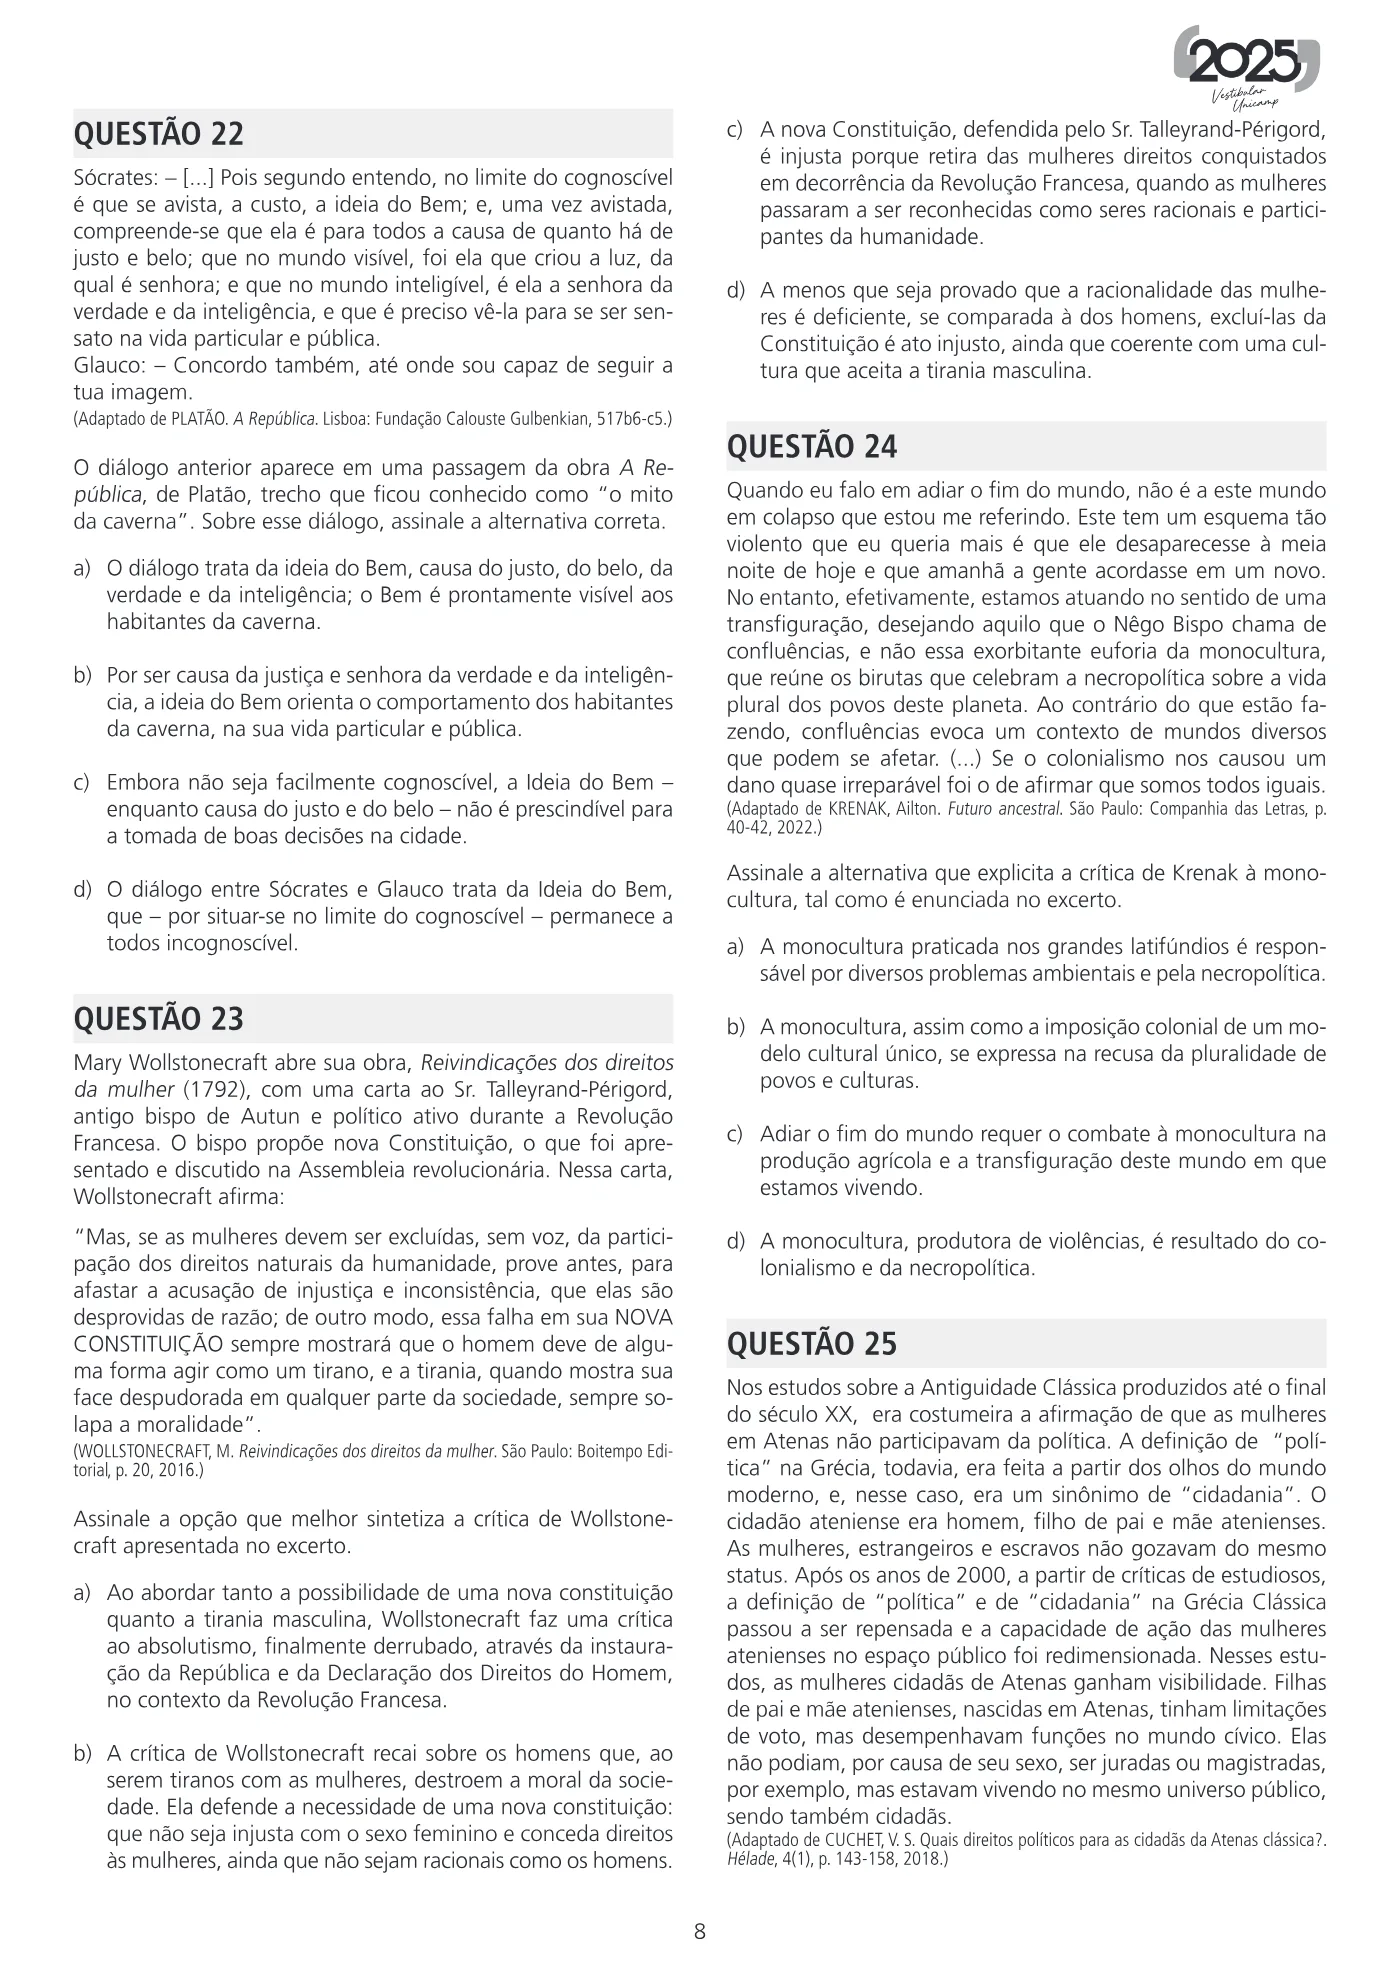 2025
Vestibular
Unicamp
QUESTÃO 22
Sócrates: – [...] Pois segundo entendo, no limite do cognoscível
é que se avista, a custo, a ideia do Bem; e, uma vez avistada,
compreende-se que ela é para todos a causa de quanto há de
justo e belo; que no mundo visível, foi ela que criou a luz, da
qual é senhora; e que no mundo inteligível, é ela a senhora da
verdade e da inteligência, e que é preciso vê-la para se ser sen-
sato na vida particular e pública.
Glauco: – Concordo também, até onde sou capaz de seguir a
tua imagem.
(Adaptado de PLATÃO. A República. Lisboa: Fundação Calouste Gulbenkian, 517b6-c5.)
O diálogo anterior aparece em uma passagem da obra A Re-
pública, de Platão, trecho que ficou conhecido como “o mito
da caverna”. Sobre esse diálogo, assinale a alternativa correta.
a) O diálogo trata da ideia do Bem, causa do justo, do belo, da
verdade e da inteligência; o Bem é prontamente visível aos
habitantes da caverna.
b) Por ser causa da justiça e senhora da verdade e da inteligên-
cia, a ideia do Bem orienta o comportamento dos habitantes
da caverna, na sua vida particular e pública.
c) Embora não seja facilmente cognoscível, a Ideia do Bem –
enquanto causa do justo e do belo – não é prescindível para
a tomada de boas decisões na cidade.
d) O diálogo entre Sócrates e Glauco trata da Ideia do Bem,
que – por situar-se no limite do cognoscível – permanece a
todos incognoscível.
QUESTÃO 23
Mary Wollstonecraft abre sua obra, Reivindicações dos direitos
da mulher (1792), com uma carta ao Sr. Talleyrand-Périgord,
antigo bispo de Autun e político ativo durante a Revolução
Francesa. O bispo propõe nova Constituição, o que foi apre-
sentado e discutido na Assembleia revolucionária. Nessa carta,
Wollstonecraft afirma:
“Mas, se as mulheres devem ser excluídas, sem voz, da partici-
pação dos direitos naturais da humanidade, prove antes, para
afastar a acusação de injustiça e inconsistência, que elas são
desprovidas de razão; de outro modo, essa falha em sua NOVA
CONSTITUIÇÃO sempre mostrará que o homem deve de algu-
ma forma agir como um tirano, e a tirania, quando mostra sua
face despudorada em qualquer parte da sociedade, sempre so-
lapa a moralidade”.
(WOLLSTONECRAFT, M. Reivindicações dos direitos da mulher. São Paulo: Boitempo Edi-
torial, p. 20, 2016.)
Assinale a opção que melhor sintetiza a crítica de Wollstone-
craft apresentada no excerto.
a) Ao abordar tanto a possibilidade de uma nova constituição
quanto a tirania masculina, Wollstonecraft faz uma crítica
ao absolutismo, finalmente derrubado, através da instaura-
ção da República e da Declaração dos Direitos do Homem,
no contexto da Revolução Francesa.
b) A crítica de Wollstonecraft recai sobre os homens que, ao
serem tiranos com as mulheres, destroem a moral da socie-
dade. Ela defende a necessidade de uma nova constituição:
que não seja injusta com o sexo feminino e conceda direitos
às mulheres, ainda que não sejam racionais como os homens.
c) A nova Constituição, defendida pelo Sr. Talleyrand-Périgord,
é injusta porque retira das mulheres direitos conquistados
em decorrência da Revolução Francesa, quando as mulheres
passaram a ser reconhecidas como seres racionais e partici-
pantes da humanidade.
d) A menos que seja provado que a racionalidade das mulhe-
res é deficiente, se comparada à dos homens, excluí-las da
Constituição é ato injusto, ainda que coerente com uma cul-
tura que aceita a tirania masculina.
QUESTÃO 24
Quando eu falo em adiar o fim do mundo, não é a este mundo
em colapso que estou me referindo. Este tem um esquema tão
violento que eu queria mais é que ele desaparecesse à meia
noite de hoje e que amanhã a gente acordasse em um novo.
No entanto, efetivamente, estamos atuando no sentido de uma
transfiguração, desejando aquilo que o Nêgo Bispo chama de
confluências, e não essa exorbitante euforia da monocultura,
que reúne os birutas que celebram a necropolítica sobre a vida
plural dos povos deste planeta. Ao contrário do que estão fa-
zendo, confluências evoca um contexto de mundos diversos
que podem se afetar. (...) Se o colonialismo nos causou um
dano quase irreparável foi o de afirmar que somos todos iguais.
(Adaptado de KRENAK, Ailton. Futuro ancestral. São Paulo: Companhia das Letras, p.
40-42, 2022.)
Assinale a alternativa que explicita a crítica de Krenak à mono-
cultura, tal como é enunciada no excerto.
a) A monocultura praticada nos grandes latifúndios é respon-
sável por diversos problemas ambientais e pela necropolítica.
b) A monocultura, assim como a imposição colonial de um mo-
delo cultural único, se expressa na recusa da pluralidade de
povos e culturas.
c) Adiar o fim do mundo requer o combate à monocultura na
produção agrícola e a transfiguração deste mundo em que
estamos vivendo.
d) A monocultura, produtora de violências, é resultado do co-
lonialismo e da necropolítica.
QUESTÃO 25
Nos estudos sobre a Antiguidade Clássica produzidos até o final
do século XX, era costumeira a afirmação de que as mulheres
em Atenas não participavam da política. A definição de “polí-
tica” na Grécia, todavia, era feita a partir dos olhos do mundo
moderno, e, nesse caso, era um sinônimo de “cidadania”. O
cidadão ateniense era homem, filho de pai e mãe atenienses.
As mulheres, estrangeiros e escravos não gozavam do mesmo
status. Após os anos de 2000, a partir de críticas de estudiosos,
a definição de “política” e de “cidadania” na Grécia Clássica
passou a ser repensada e a capacidade de ação das mulheres
atenienses no espaço público foi redimensionada. Nesses estu-
dos, as mulheres cidadãs de Atenas ganham visibilidade. Filhas
de pai e mãe atenienses, nascidas em Atenas, tinham limitações
de voto, mas desempenhavam funções no mundo cívico. Elas
não podiam, por causa de seu sexo, ser juradas ou magistradas,
por exemplo, mas estavam vivendo no mesmo universo público,
sendo também cidadãs.
(Adaptado de CUCHET, V. S. Quais direitos políticos para as cidadãs da Atenas clássica?.
Hélade, 4(1), p. 143-158, 2018.)
8